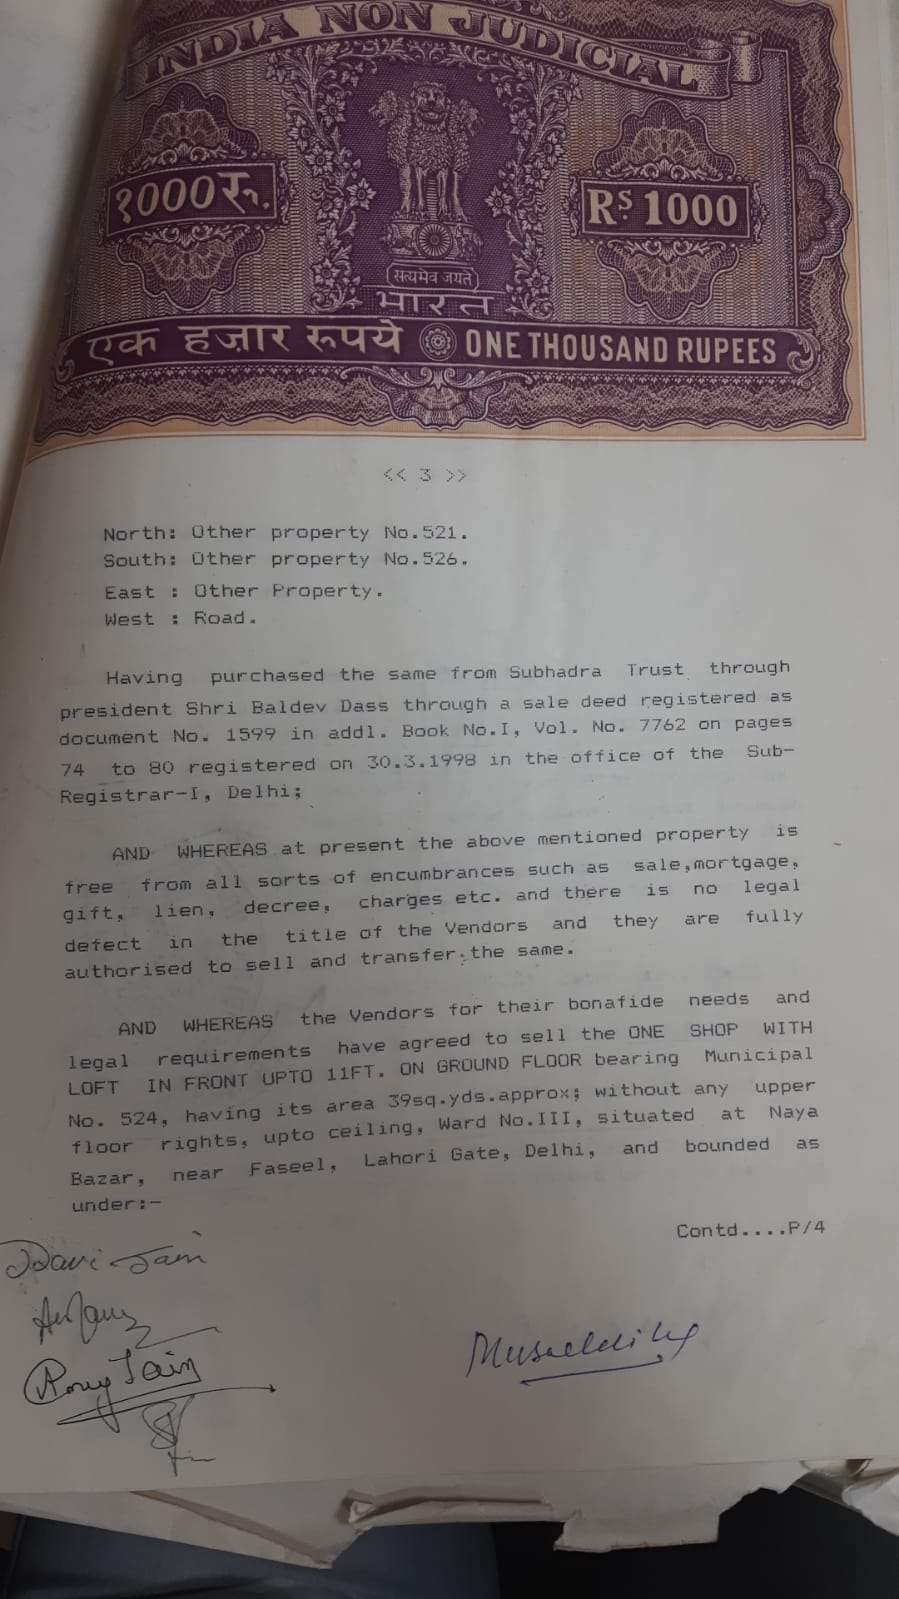 INDIA NON JUDICIAL
१000रु.
RS 1000
सत्यमेव जयते
भारत
एक हज़ार रूपये ONE THOUSAND RUPEES
<< 3 >>
North: Other property No.521.
South: Other property No.526.
East : Other Property.
West : Road.
Having purchased the same from Subhadra Trust through
president Shri Baldev Dass through a sale deed registered as
document No. 1599 in addl. Book No.I, Vol. No. 7762 on pages
74 to 80 registered on 30.3.1998 in the office of the Sub-
Registrar-I, Delhi;
AND WHEREAS at present the above mentioned property is
free from all sorts of encumbrances such as sale,mortgage,
gift, lien, decree, charges etc. and there is no legal
defect in the title of the Vendors and they are fully
authorised to sell and transfer the same.
AND WHEREAS the Vendors for their bonafide needs and
legal requirements have agreed to sell the ONE SHOP WITH
LOFT IN FRONT UPTO 11FT. ON GROUND FLOOR bearing Municipal
No. 524, having its area 39sq.yds.approx; without any upper
floor rights, upto ceiling, Ward No.III, situated at Naya
Bazar, near Faseel, Lahori Gate, Delhi, and bounded as
under:-
Contd....P/4
Jain
Jain